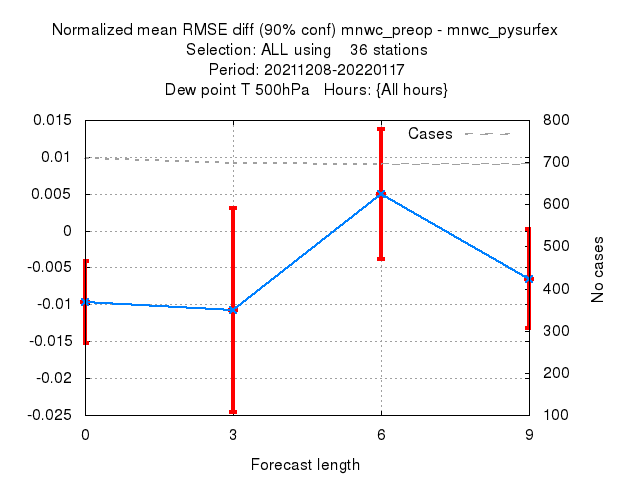 Normalized mean RMSE diff (90% conf) mnwc_preop - mnwc_pysurfex
Selection: ALL using    36 stations
Period: 20211208-20220117
Dew point T 500hPa   Hours: {All hours}
0.015
0.01
0.005
0
-0.005
-0.01
-0.015
-0.02
-0.025
Cases
800
700
600
500
400
300
200
100
No cases
0 3 6 9
Forecast length